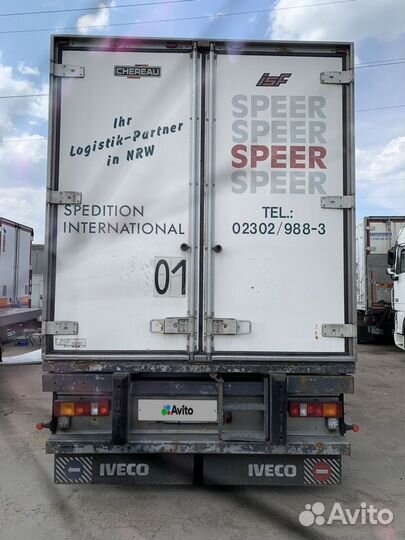 CHEREAU
LSF
Ihr
Logistik-Partner
in NRW
SPEER
SPEER
SPEER
SPEER
SPEDITION
INTERNATIONAL
TEL.:
02302/988-3
01
Avito
IVECO
IVECO
Avito